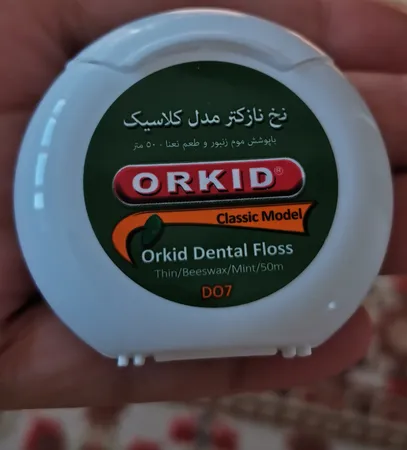 نخ نازکتر مدل کلاسیک
باپوشش موم زنبور و طعم نعنا - ۵۰ متر
ORKID®
Classic Model
Orkid Dental Floss
Thin/Beeswax/Mint/50m
DO7